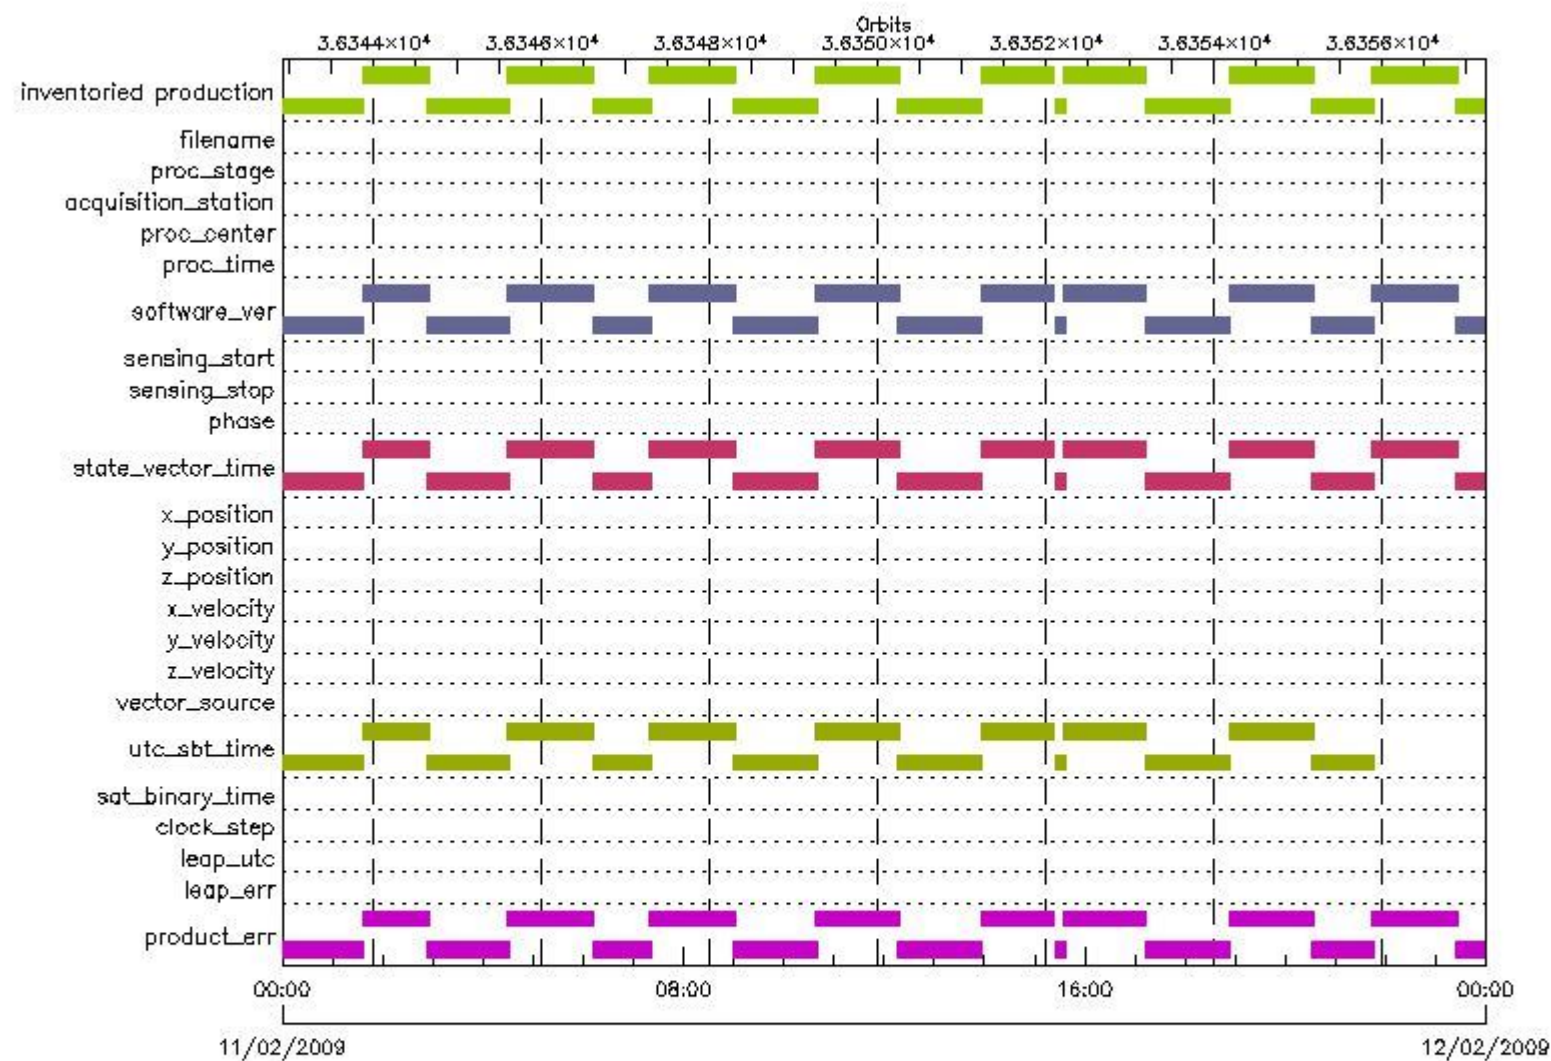 Orbits
3.6344×10⁴ 3.6346×10⁴ 3.6348×10⁴ 3.6350×10⁴ 3.6352×10⁴ 3.6354×10⁴ 3.6356×10⁴
inventoried production
filename
proc_stage
acquisition_station
proc_center
proc_time
software_ver
sensing_start
sensing_stop
phase
state_vector_time
x_position
y_position
z_position
x_velocity
y_velocity
z_velocity
vector_source
utc_sbt_time
sat_binary_time
clock_step
leap_utc
leap_err
product_err
00:00 08:00 16:00 00:00
11/02/2009 12/02/2009